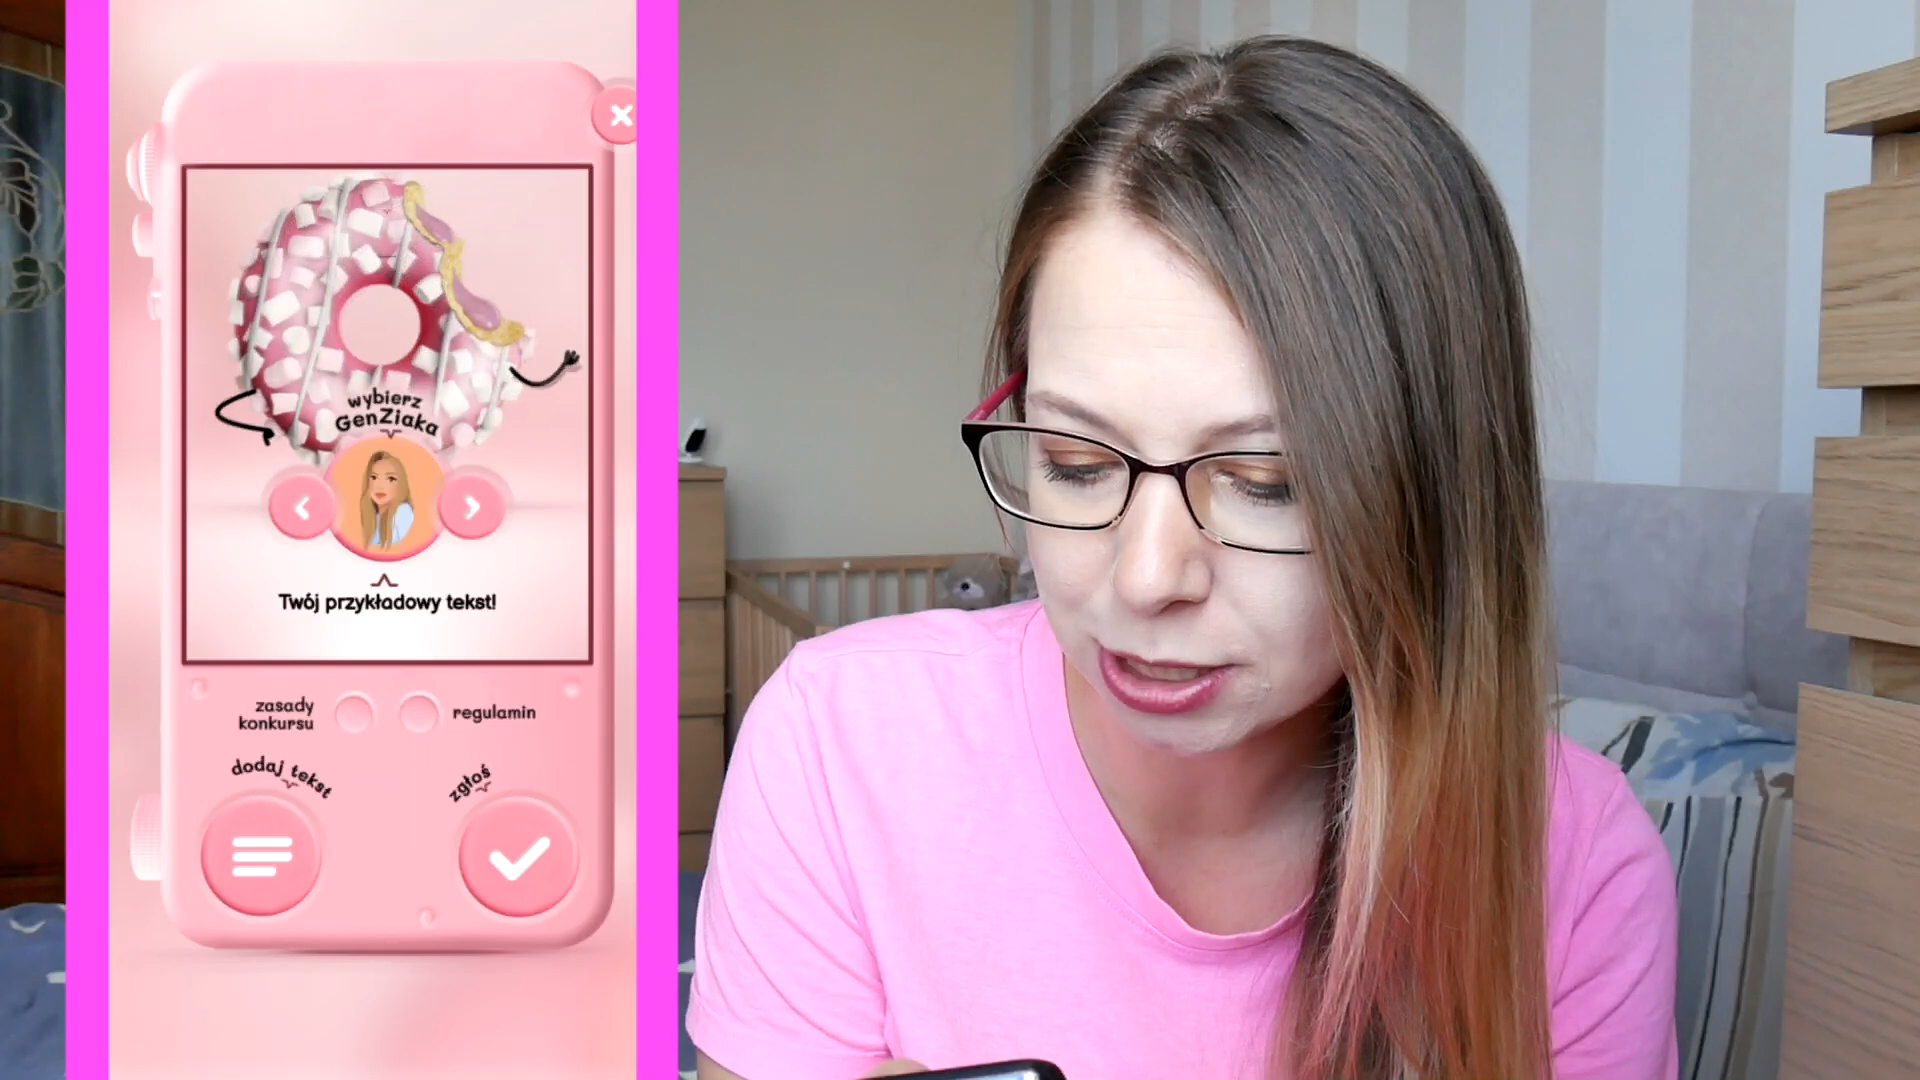 wybierz
GenZiaka
Twój przykładowy tekst!
zasady
konkursu
regulamin
dodaj tekst
zgłoś